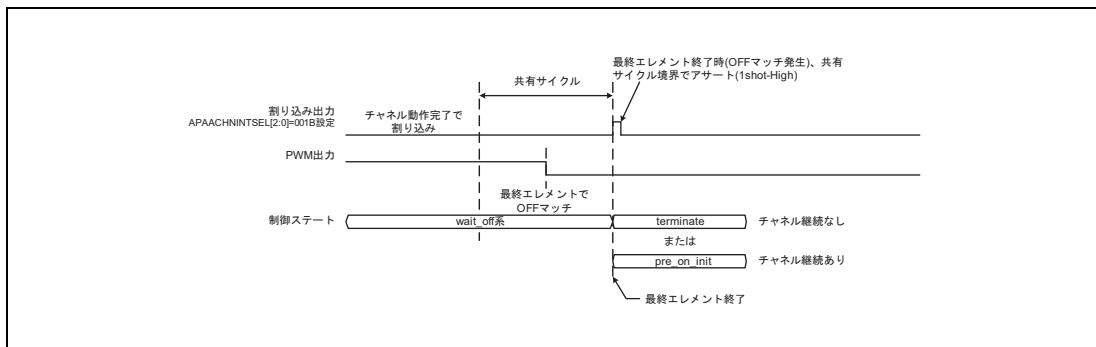 最終エレメント終了時(OFFマッチ発生)、共有
サイクル境界でアサート(1shot-High)
共有サイクル
割り込み出力
APAACHNINTSEL[2:0]=001B設定
チャネル動作完了で
割り込み
PWM出力
最終エレメントで
OFFマッチ
制御ステート
wait_off系
terminate
チャネル継続なし
または
pre_on_init
チャネル継続あり
最終エレメント終了